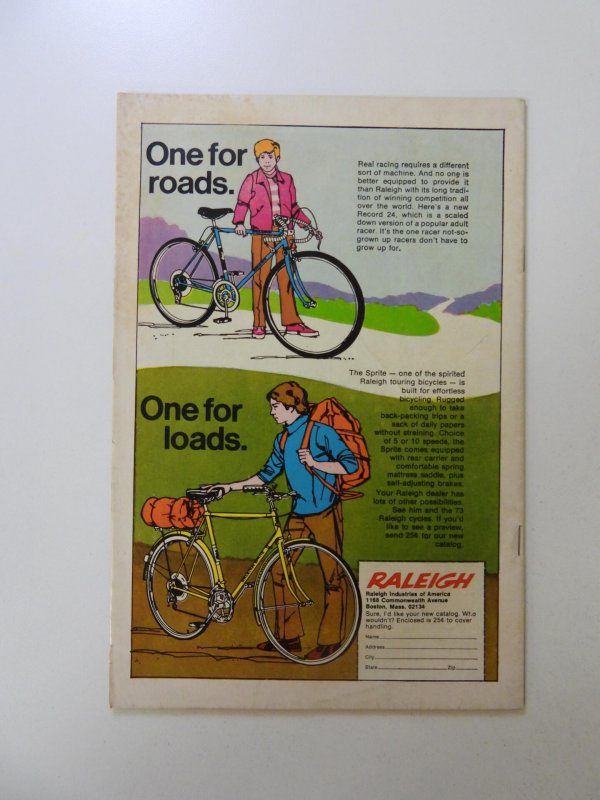 One for
roads.
Real racing requires a different
sort of machine. And no one is
better equipped to provide it
than Raleigh with its long tradi-
tion of winning competition all
over the world. Here's a new
Record 24, which is a scaled
down version of a popular adult
racer. It's the one racer not-so-
grown up racers don't have to
grow up for.
The Sprite — one of the spirited
Raleigh touring bicycles — is
built for effortless
bicycling. Rugged
enough to take
back-packing trips or a
sack of daily papers
without straining. Choice
of 5 or 10 speeds, the
Sprite comes equipped
with rear carrier and
comfortable spring
mattress saddle, plus
self-adjusting brakes.
Your Raleigh dealer has
lots of other possibilities.
See him and the 73
Raleigh cycles. If you'd
like to see a preview,
send 25¢ for our new
catalog.
One for
loads.
RALEIGH
Raleigh Industries of America
1168 Commonwealth Avenue
Boston, Mass. 02134
Sure, I'd like your new catalog. Who
wouldn't? Enclosed is 25¢ to cover
handling.
Name
Address
City
State Zip